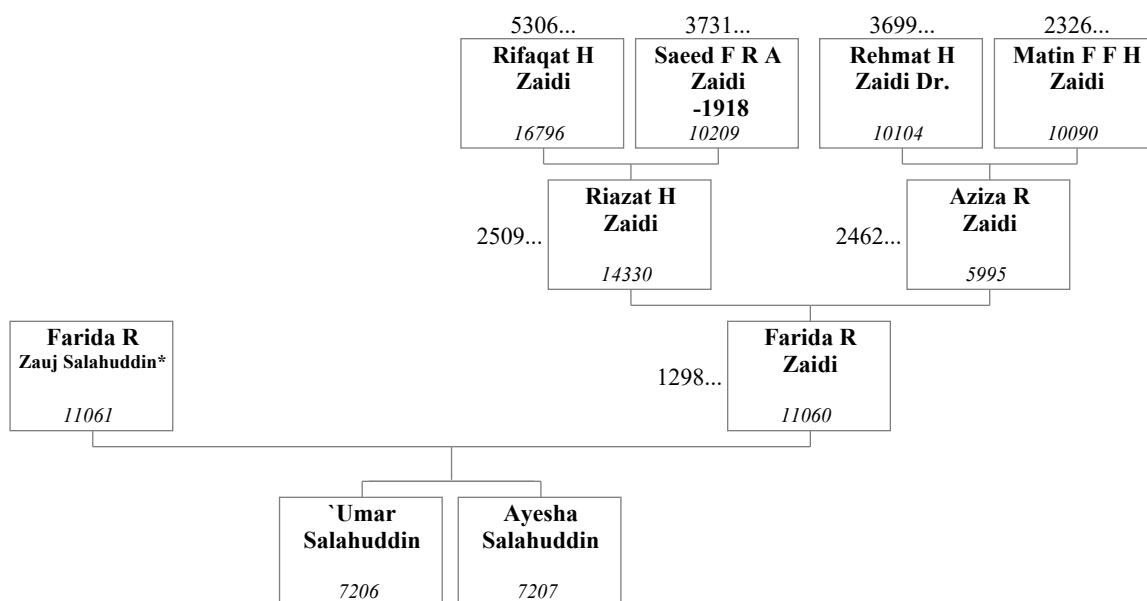 5306...
3731...
3699...
2326...
Rifaqat H
Zaidi
16796
Saeed F R A
Zaidi
-1918
10209
Rehmat H
Zaidi Dr.
10104
Matin F F H
Zaidi
10090
2509...
Riazat H
Zaidi
14330
2462...
Aziza R
Zaidi
5995
Farida R
Zauj Salahuddin*
11061
1298...
Farida R
Zaidi
11060
`Umar
Salahuddin
7206
Ayesha
Salahuddin
7207